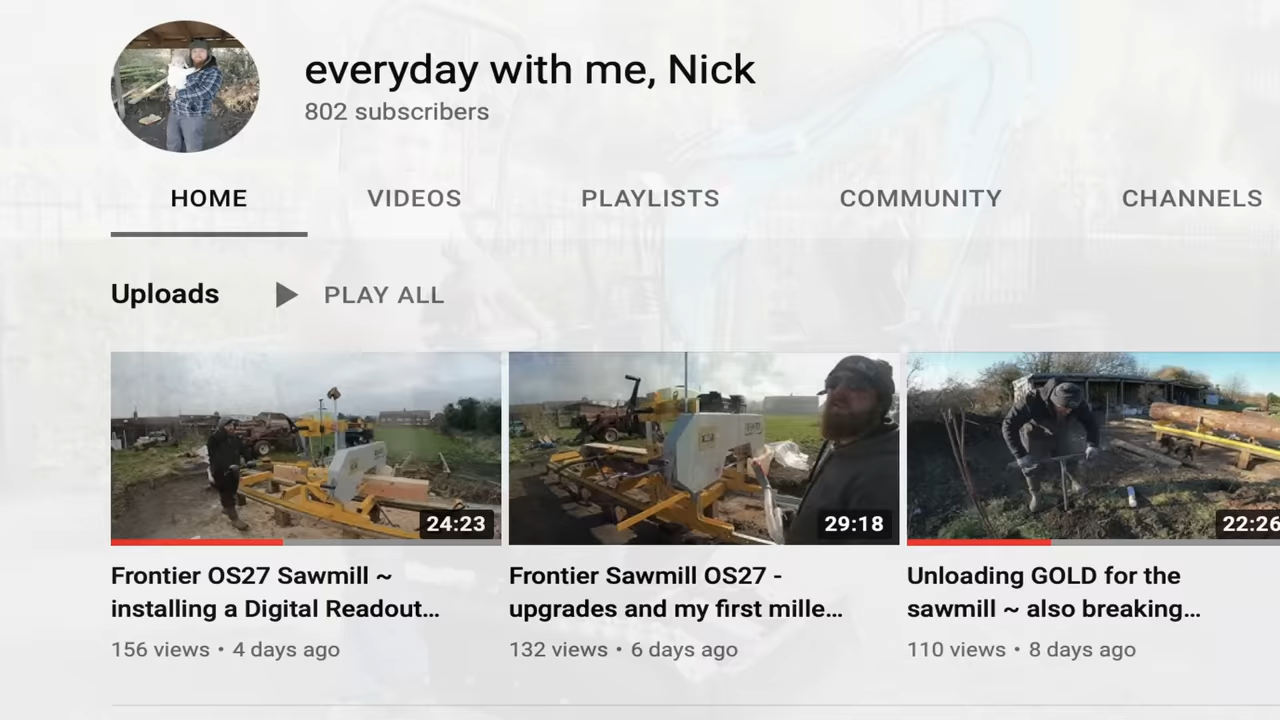 everyday with me, Nick
802 subscribers
HOME VIDEOS PLAYLISTS COMMUNITY CHANNELS
Uploads PLAY ALL
24:23 29:18 22:26
Frontier OS27 Sawmill ~ Frontier Sawmill OS27 - Unloading GOLD for the
installing a Digital Readout... upgrades and my first mille... sawmill ~ also breaking...
156 views • 4 days ago 132 views • 6 days ago 110 views • 8 days ago